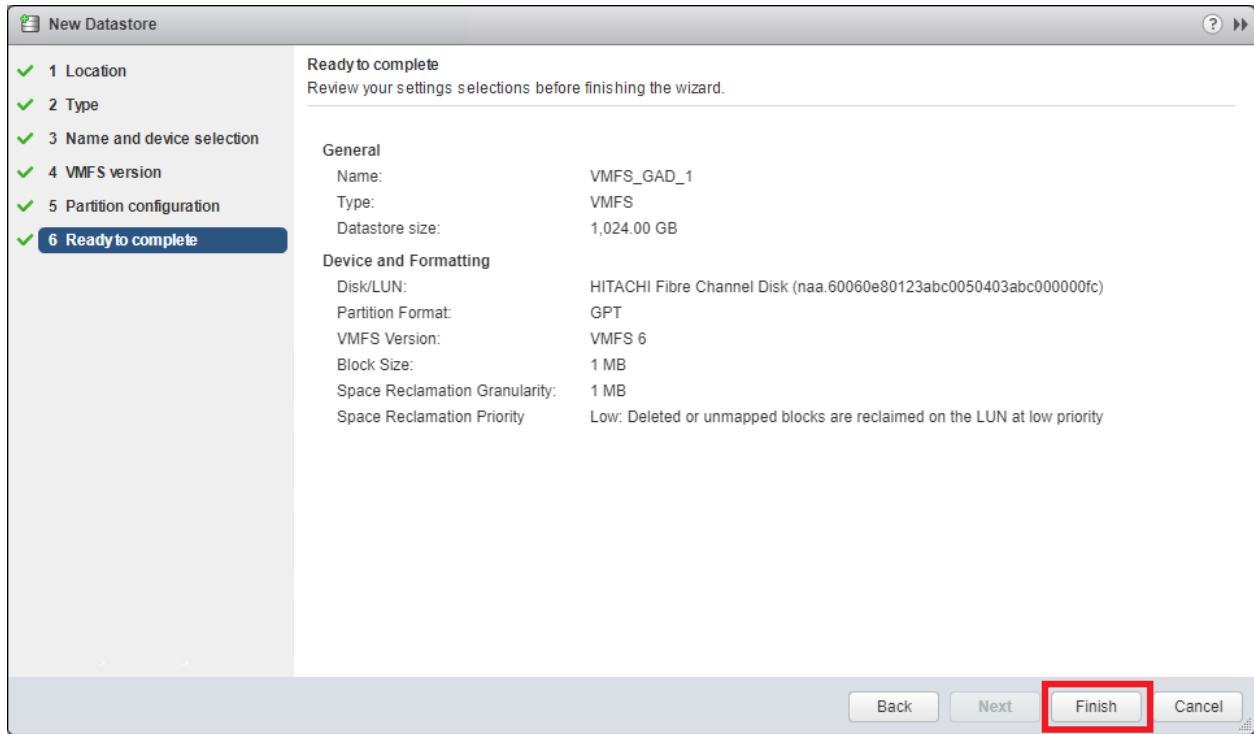 New Datastore
?
1 Location
2 Type
3 Name and device selection
4 VMFS version
5 Partition configuration
6 Ready to complete
Ready to complete
Review your settings selections before finishing the wizard.
General
Name: VMFS_GAD_1
Type: VMFS
Datastore size: 1,024.00 GB
Device and Formatting
Disk/LUN: HITACHI Fibre Channel Disk (naa.60060e80123abc0050403abc000000fc)
Partition Format: GPT
VMFS Version: VMFS 6
Block Size: 1 MB
Space Reclamation Granularity: 1 MB
Space Reclamation Priority Low: Deleted or unmapped blocks are reclaimed on the LUN at low priority
Back Next Finish Cancel